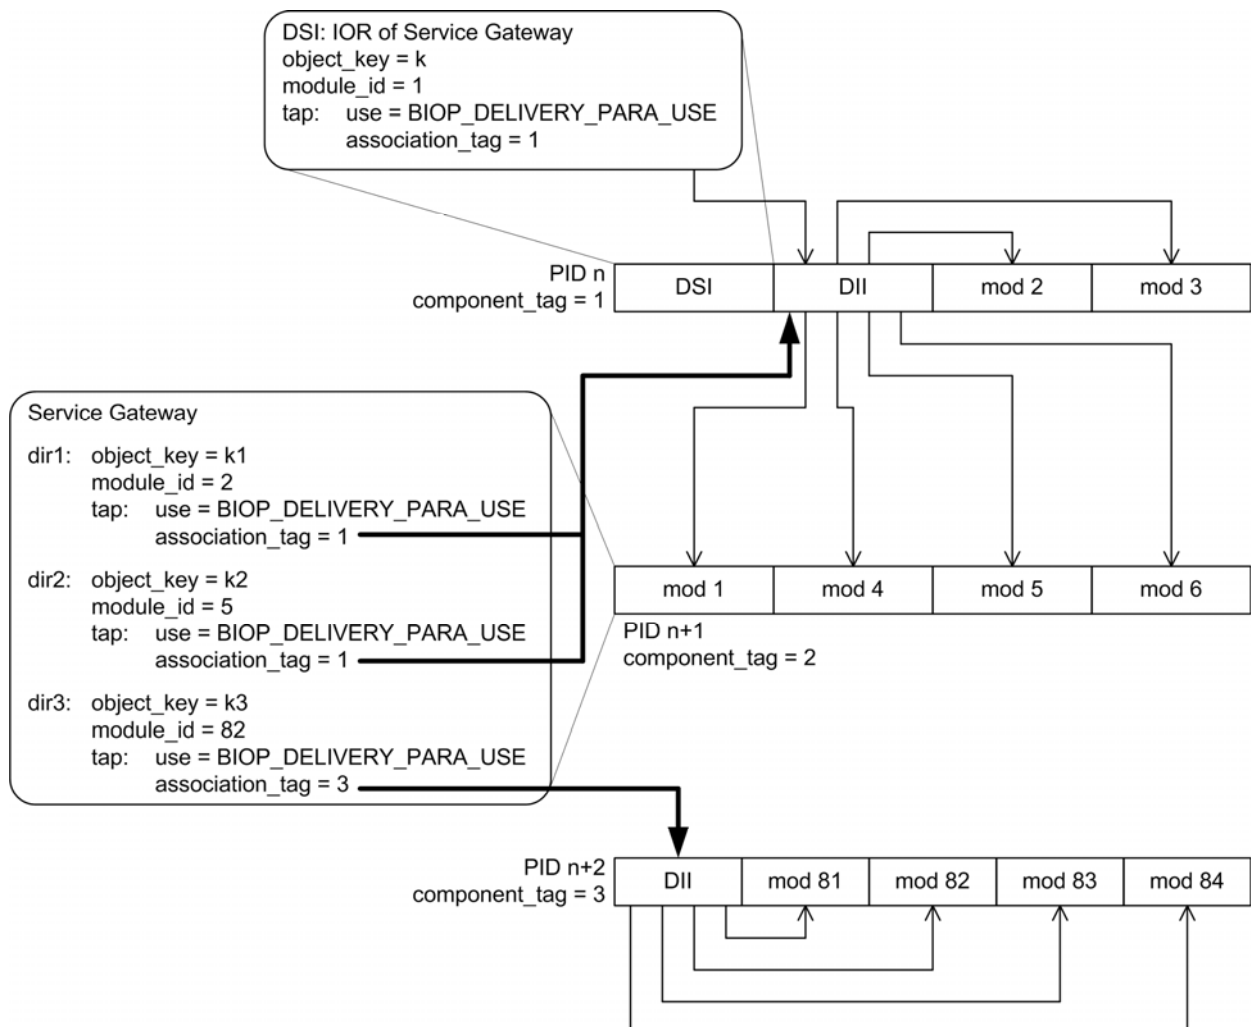 DSI: IOR of Service Gateway
object_key = k
module_id = 1
tap: use = BIOP_DELIVERY_PARA_USE
association_tag = 1
PID n
component_tag = 1
DSI
DII
mod 2
mod 3
Service Gateway
dir1: object_key = k1
module_id = 2
tap: use = BIOP_DELIVERY_PARA_USE
association_tag = 1
dir2: object_key = k2
module_id = 5
tap: use = BIOP_DELIVERY_PARA_USE
association_tag = 1
dir3: object_key = k3
module_id = 82
tap: use = BIOP_DELIVERY_PARA_USE
association_tag = 3
mod 1
mod 4
mod 5
mod 6
PID n+1
component_tag = 2
PID n+2
component_tag = 3
DII
mod 81
mod 82
mod 83
mod 84